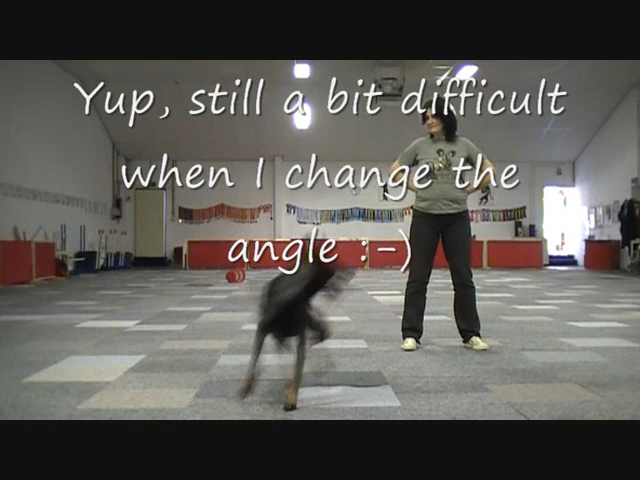 Yup, still a bit difficult
when I change the
angle :-)